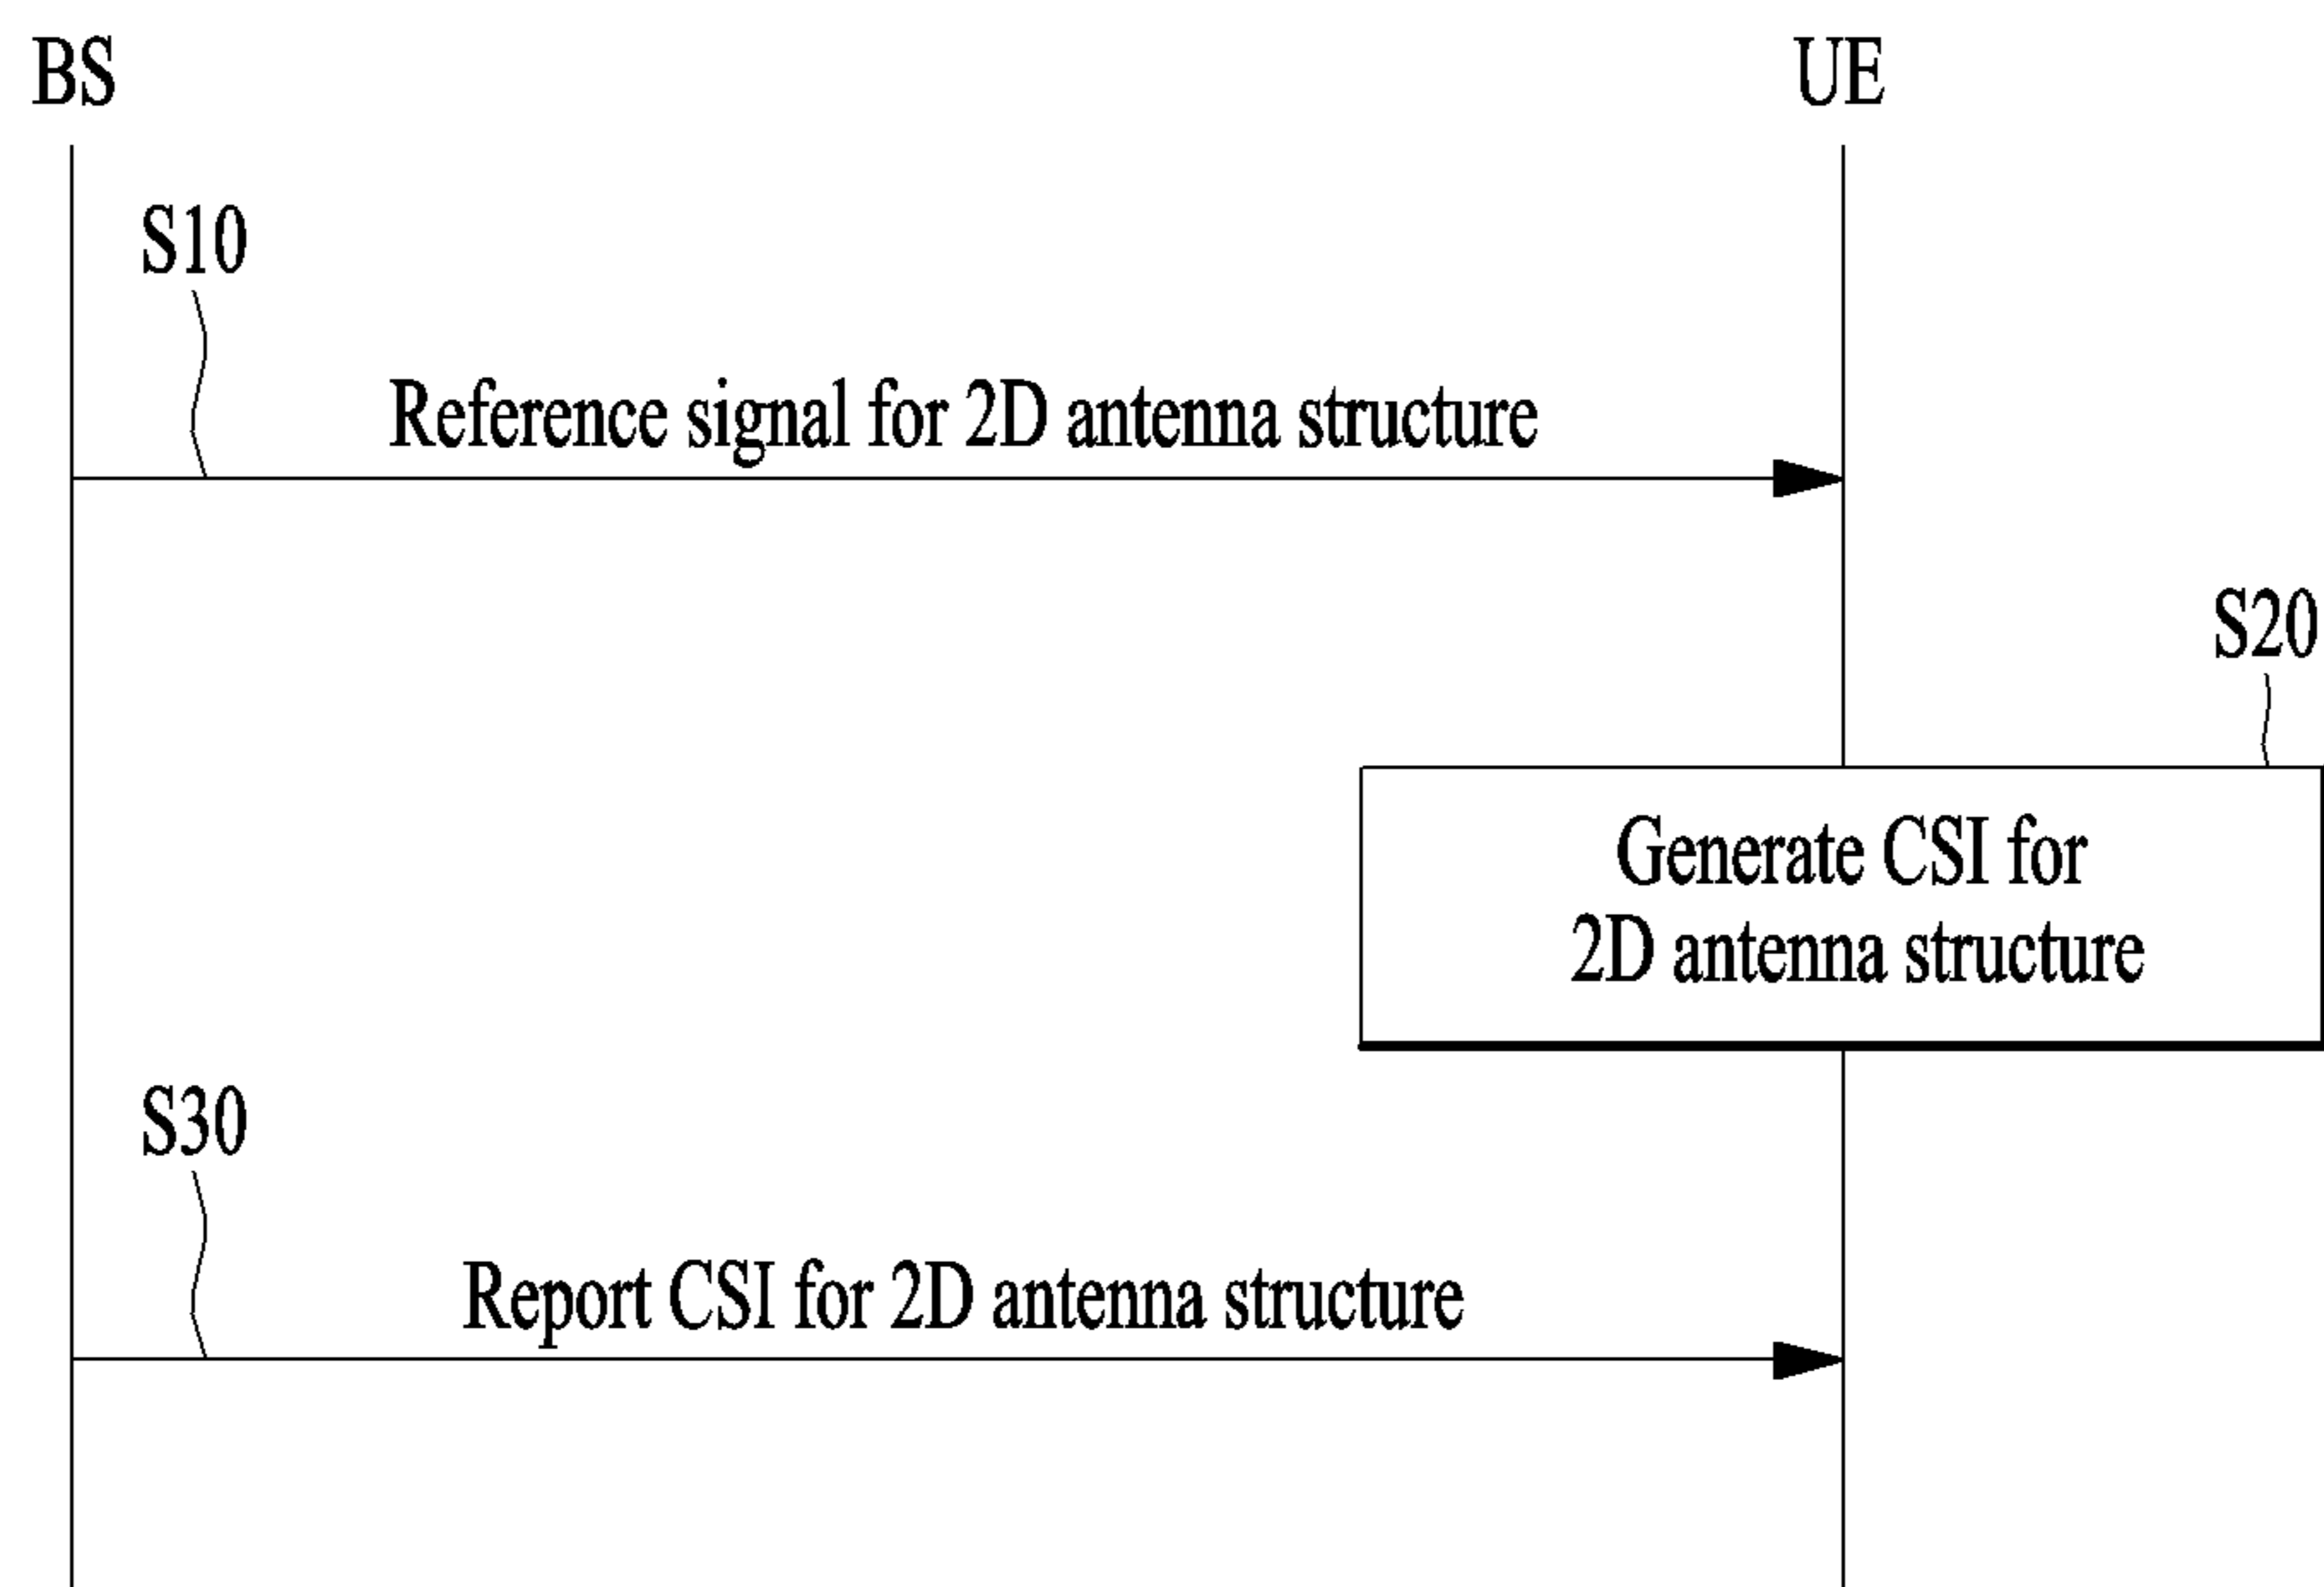 BS
UE
S10
Reference signal for 2D antenna structure
S20
Generate CSI for
2D antenna structure
S30
Report CSI for 2D antenna structure